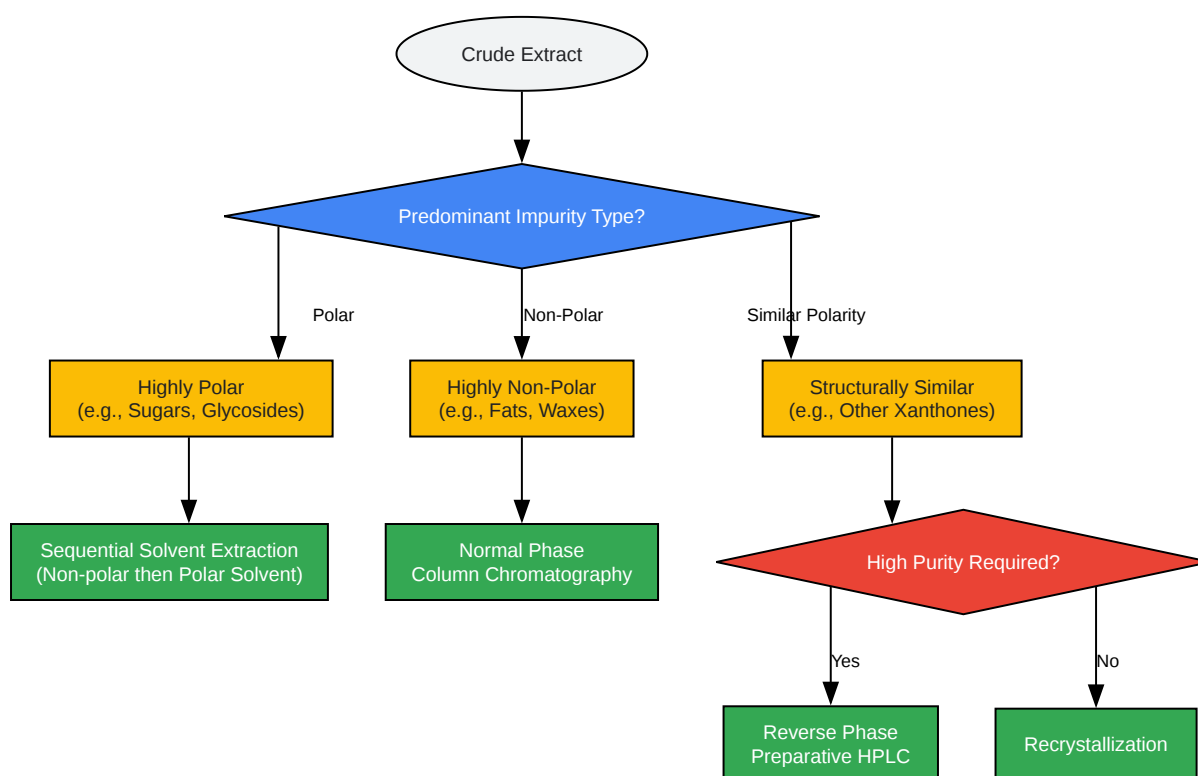 Crude Extract
Predominant Impurity Type?
Polar
Non-Polar
Similar Polarity
Highly Polar
(e.g., Sugars, Glycosides)
Highly Non-Polar
(e.g., Fats, Waxes)
Structurally Similar
(e.g., Other Xanthones)
Sequential Solvent Extraction
(Non-polar then Polar Solvent)
Normal Phase
Column Chromatography
High Purity Required?
Yes
No
Reverse Phase
Preparative HPLC
Recrystallization